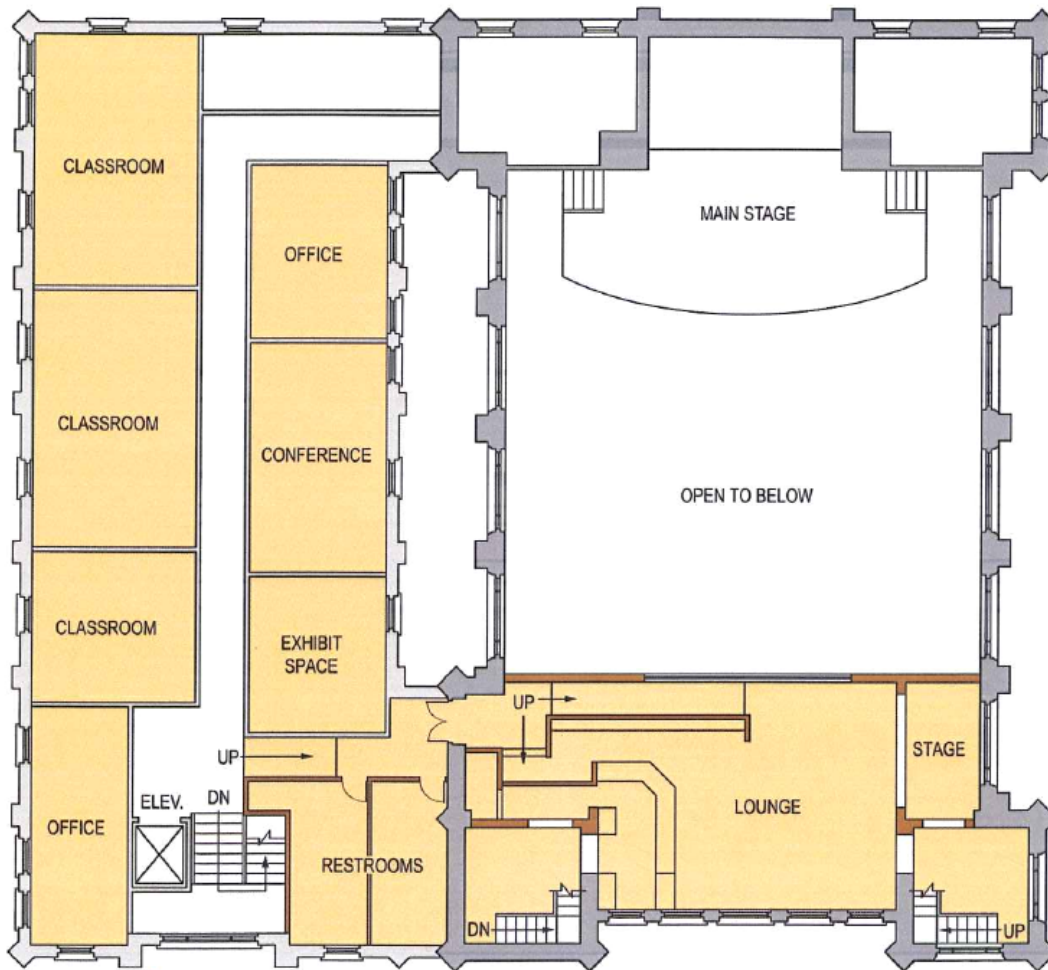 CLASSROOM
MAIN STAGE
OFFICE
CLASSROOM
CONFERENCE
OPEN TO BELOW
CLASSROOM
EXHIBIT
SPACE
UP
UP
STAGE
ELEV.
DN
LOUNGE
OFFICE
RESTROOMS
DN
UP